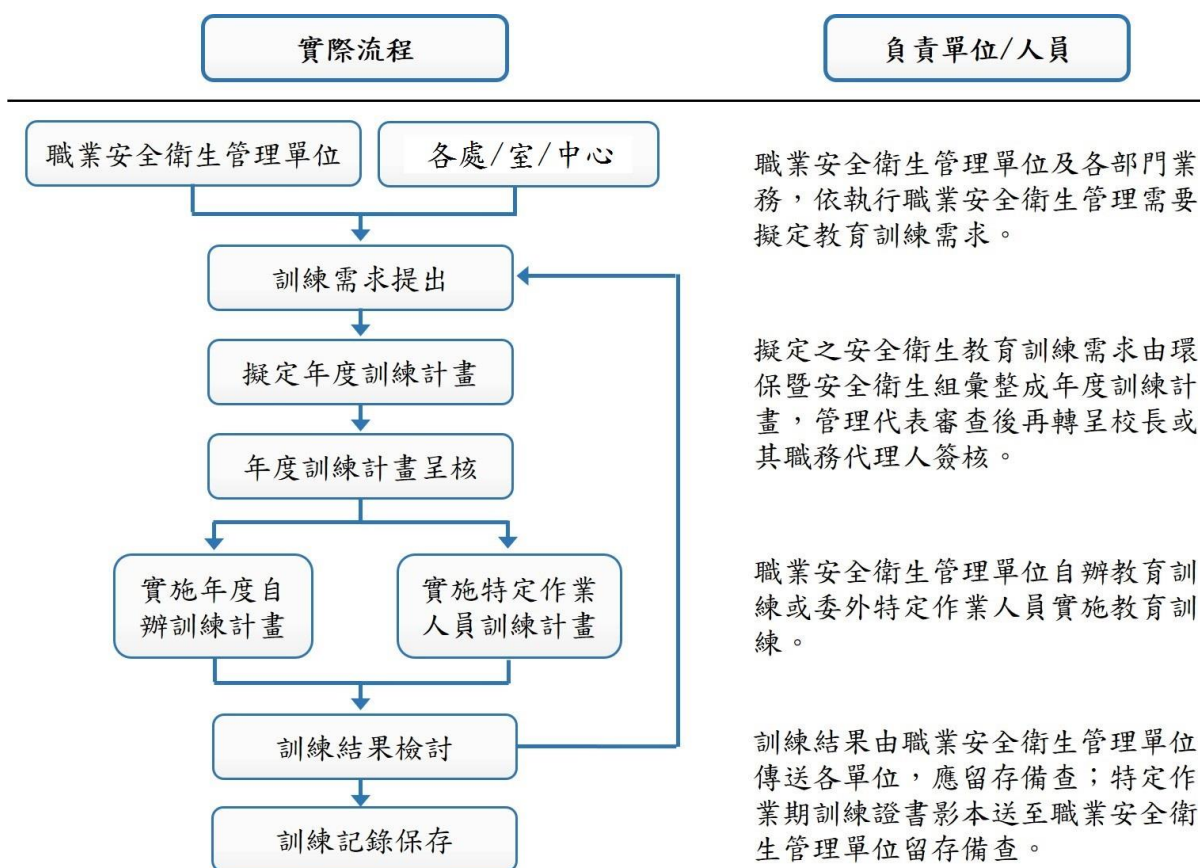 實際流程
負責單位/人員
職業安全衛生管理單位
各處/室/中心
職業安全衛生管理單位及各部門業
務，依執行職業安全衛生管理需要
擬定教育訓練需求。
訓練需求提出
擬定年度訓練計畫
擬定之安全衛生教育訓練需求由環
保暨安全衛生組彙整成年度訓練計
畫，管理代表審查後再轉呈校長或
其職務代理人簽核。
年度訓練計畫呈核
實施年度自
辦訓練計畫
實施特定作業
人員訓練計畫
職業安全衛生管理單位自辦教育訓
練或委外特定作業人員實施教育訓
練。
訓練結果檢討
訓練結果由職業安全衛生管理單位
傳送各單位，應留存備查；特定作
業期訓練證書影本送至職業安全衛
生管理單位留存備查。
訓練記錄保存